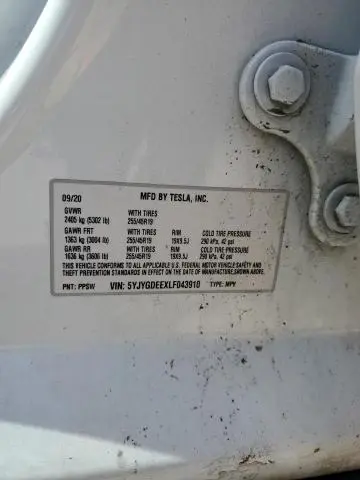 09/20 MFD BY TESLA, INC.
GVWR WITH TIRES
2405 kg (5302 lb) 255/45R19
GAWR FRT WITH TIRES RIM COLD TIRE PRESSURE
1363 kg (3004 lb) 255/45R19 19X9.5J 290 kPa, 42 psi
GAWR RR WITH TIRES RIM COLD TIRE PRESSURE
1636 kg (3606 lb) 255/45R19 19X9.5J 290 kPa, 42 psi
THIS VEHICLE CONFORMS TO ALL APPLICABLE U.S. FEDERAL MOTOR VEHICLE SAFETY AND
THEFT PREVENTION STANDARDS IN EFFECT ON THE DATE OF MANUFACTURE SHOWN ABOVE.
PNT: PPSW VIN: 5YJYGDEEXLF043910 TYPE: MPV